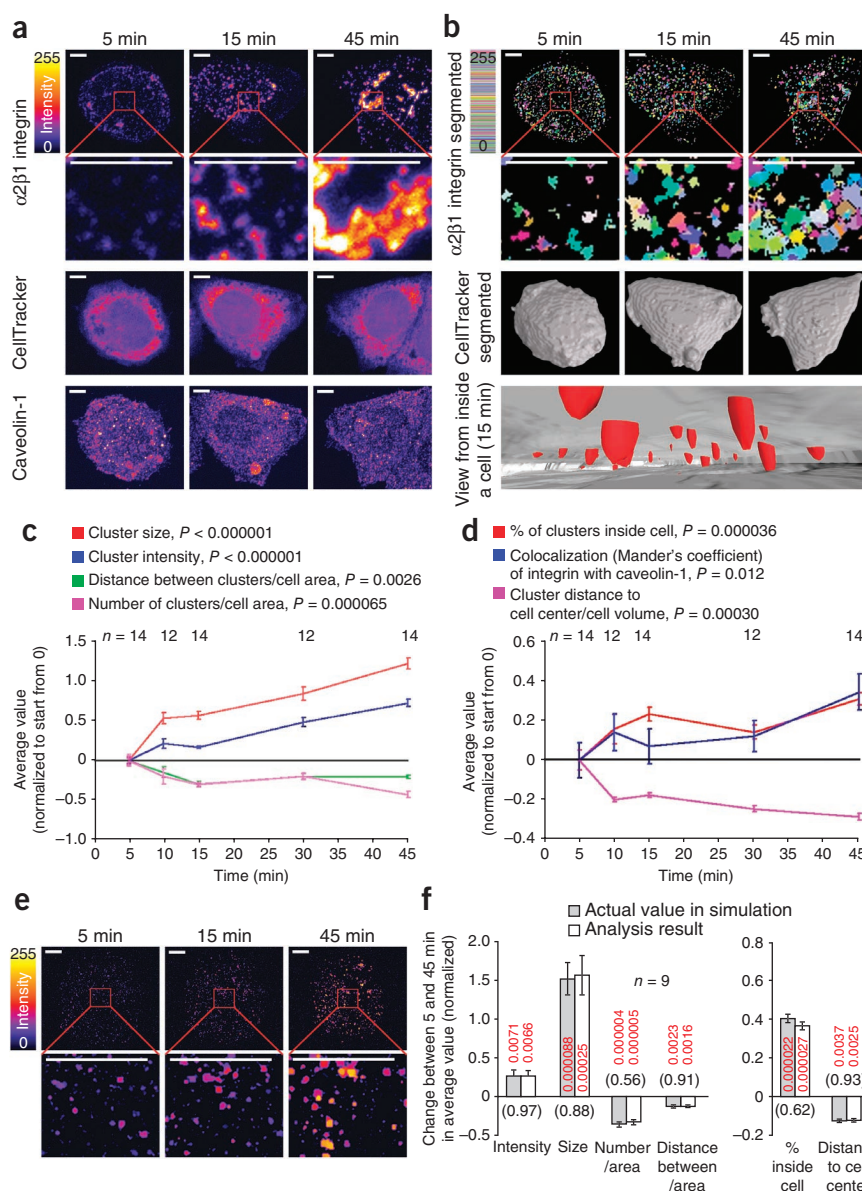 a
5 min 15 min 45 min
255
Intensity
0
α2β1 integrin
CellTracker
Caveolin-1
b
5 min 15 min 45 min
255
0
α2β1 integrin segmented
CellTracker
segmented
View from inside
a cell (15 min)
c
Cluster size, P < 0.000001
Cluster intensity, P < 0.000001
Distance between clusters/cell area, P = 0.0026
Number of clusters/cell area, P = 0.000065
n = 14 12 14 12 14
1.5
1.0
0.5
0
−0.5
−1.0
Average value
(normalized to start from 0)
0 5 10 15 20 25 30 35 40 45
Time (min)
d
% of clusters inside cell, P = 0.000036
Colocalization (Mander's coefficient)
of integrin with caveolin-1, P = 0.012
Cluster distance to
cell center/cell volume, P = 0.00030
n = 14 12 14 12 14
0.6
0.4
0.2
0
−0.2
0.4
Average value
(normalized to start from 0)
0 5 10 15 20 25 30 35 40 45
Time (min)
e
5 min 15 min 45 min
255
Intensity
0
f
Actual value in simulation
Analysis result
Change between 5 and 45 min
in average value (normalized)
2.0
1.5
1.0
0.5
0
−0.5
n = 9
0.0071
0.0066
0.000088
0.00025
0.000004
0.000005
0.0023
0.0016
(0.97) (0.88) (0.56) (0.91)
Intensity Size Number
/area
Distance
between
/area
0.6
0.4
0.2
0
−0.2
0.000022
0.000027
0.0037
0.0025
(0.62) (0.93
%
inside
cell
Distan
to ce
cente